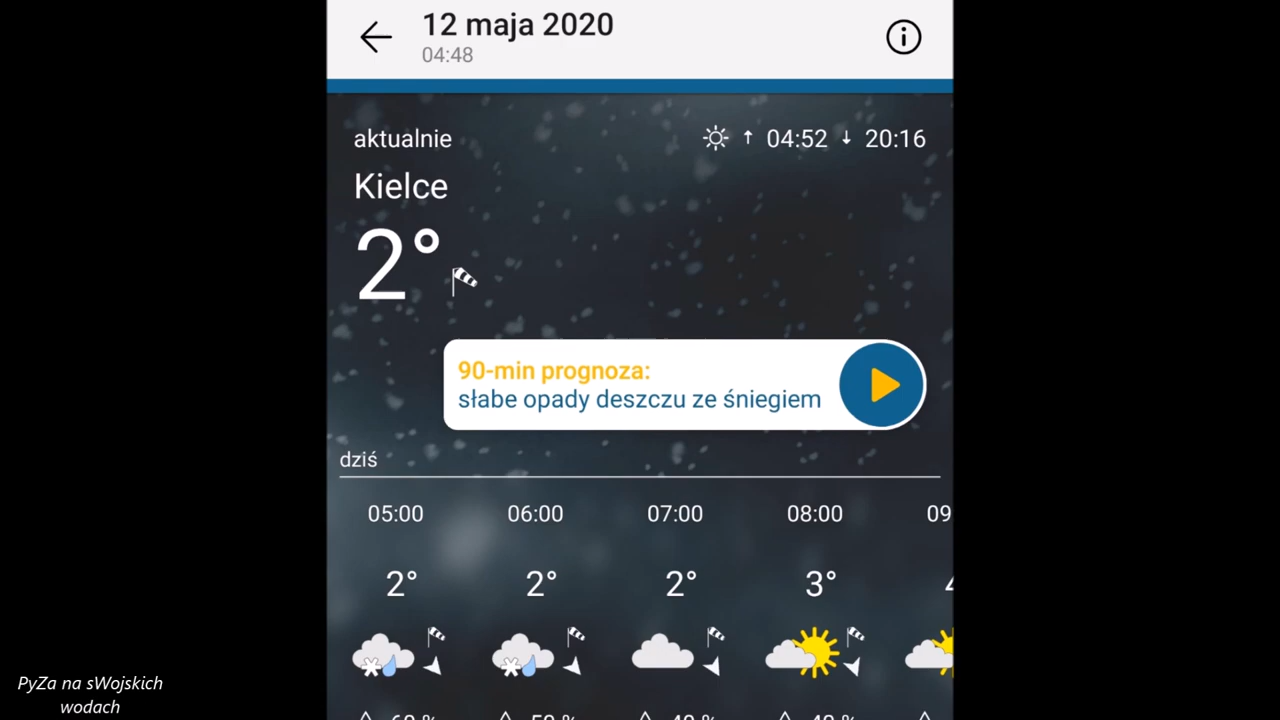 12 maja 2020
04:48
aktualnie
04:52 20:16
Kielce
2°
90-min prognoza:
słabe opady deszczu ze śniegiem
dziś
05:00 06:00 07:00 08:00 09
2° 2° 2° 3°
PyZa na sWojskich
wodach